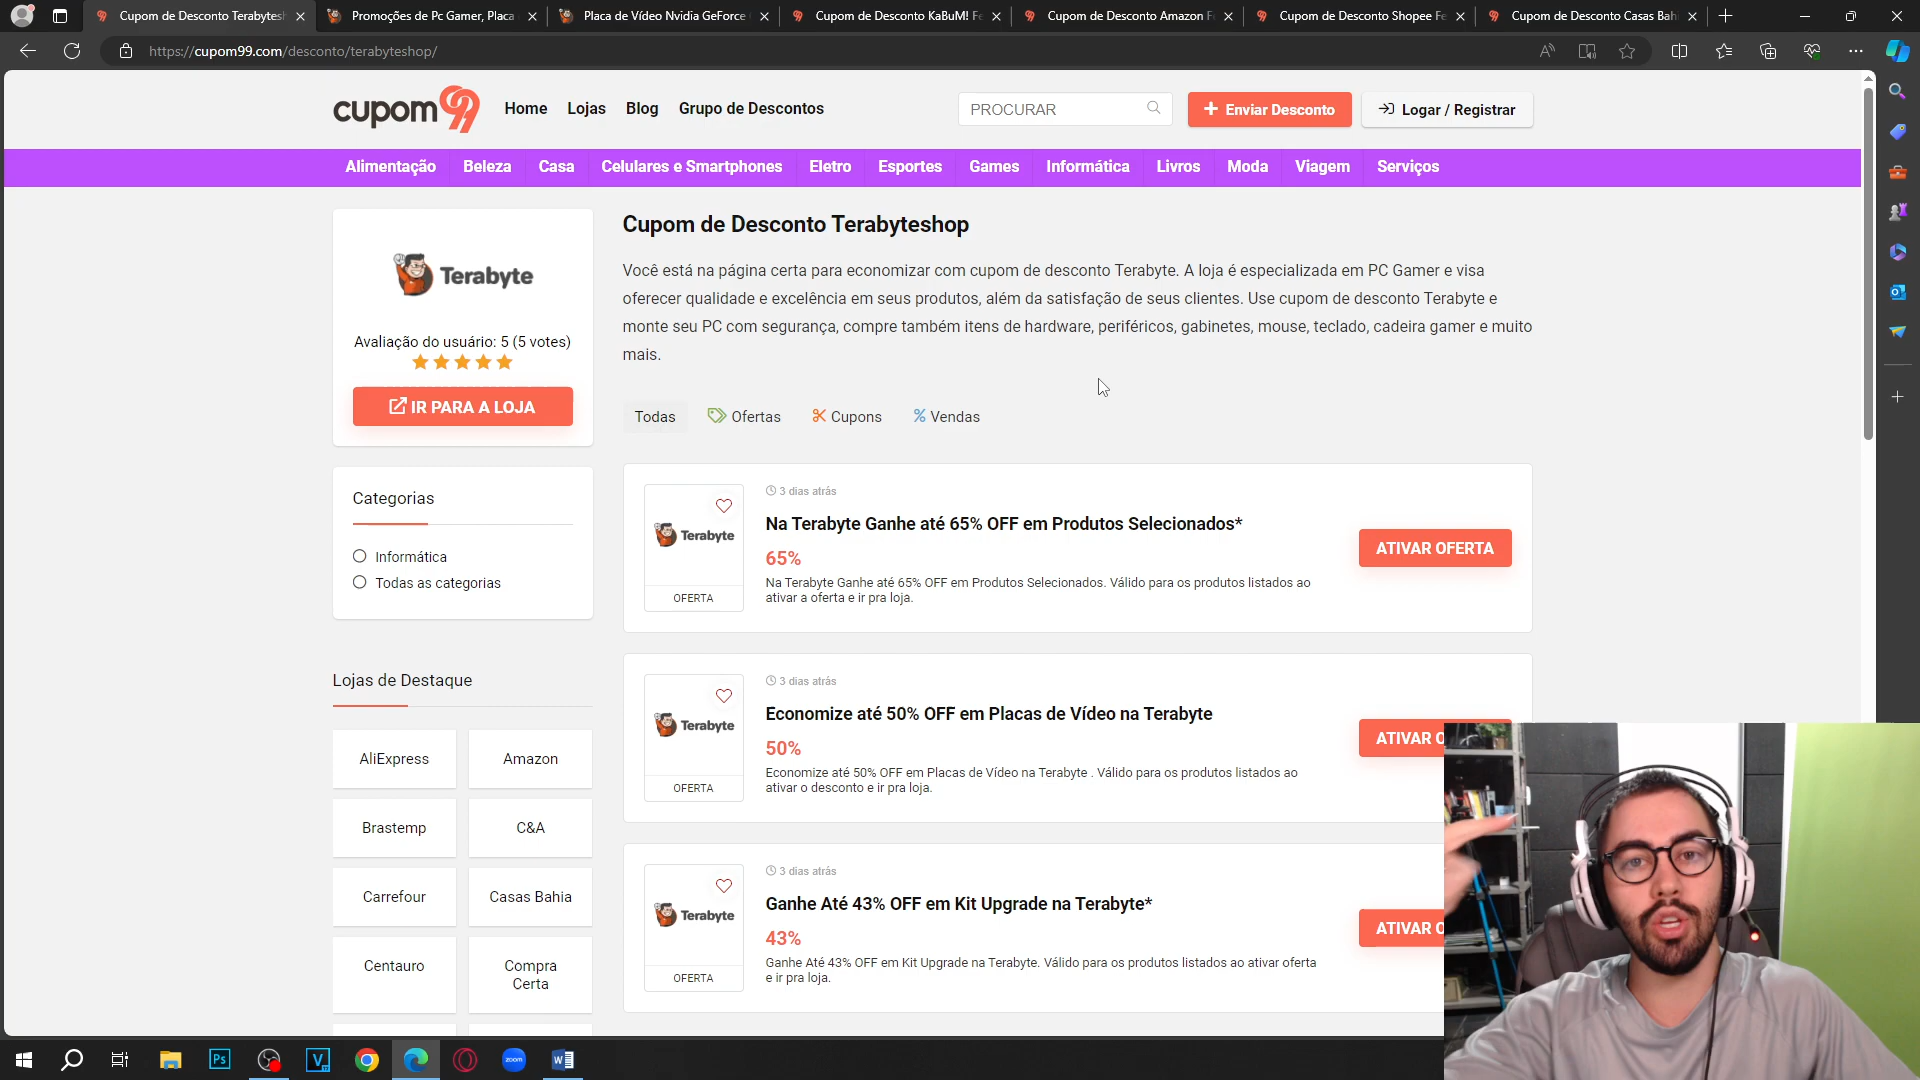 Cupom de Desconto Terabytesh
Promoções de Pc Gamer, Placa
Placa de Vídeo Nvidia GeForce
Cupom de Desconto KaBuM! Fe
Cupom de Desconto Amazon F
Cupom de Desconto Shopee Fe
Cupom de Desconto Casas Bah
https://cupom99.com/desconto/terabyteshop/
cupom99
Home
Lojas
Blog
Grupo de Descontos
PROCURAR
+ Enviar Desconto
Logar / Registrar
Alimentação
Beleza
Casa
Celulares e Smartphones
Eletro
Esportes
Games
Informática
Livros
Moda
Viagem
Serviços
Terabyte
Avaliação do usuário: 5 (5 votes)
IR PARA A LOJA
Categorias
Informática
Todas as categorias
Lojas de Destaque
AliExpress
Amazon
Brastemp
C&A
Carrefour
Casas Bahia
Centauro
Compra
Certa
Cupom de Desconto Terabyteshop
Você está na página certa para economizar com cupom de desconto Terabyte. A loja é especializada em PC Gamer e visa
oferecer qualidade e excelência em seus produtos, além da satisfação de seus clientes. Use cupom de desconto Terabyte e
monte seu PC com segurança, compre também itens de hardware, periféricos, gabinetes, mouse, teclado, cadeira gamer e muito
mais.
Todas
Ofertas
Cupons
% Vendas
Terabyte
OFERTA
3 dias atrás
Na Terabyte Ganhe até 65% OFF em Produtos Selecionados*
65%
Na Terabyte Ganhe até 65% OFF em Produtos Selecionados. Válido para os produtos listados ao
ativar a oferta e ir pra loja.
ATIVAR OFERTA
Terabyte
OFERTA
3 dias atrás
Economize até 50% OFF em Placas de Vídeo na Terabyte
50%
Economize até 50% OFF em Placas de Vídeo na Terabyte . Válido para os produtos listados ao
ativar o desconto e ir pra loja.
ATIVAR O
Terabyte
OFERTA
3 dias atrás
Ganhe Até 43% OFF em Kit Upgrade na Terabyte*
43%
Ganhe Até 43% OFF em Kit Upgrade na Terabyte. Válido para os produtos listados ao ativar oferta
e ir pra loja.
ATIVAR O
Ps
V
zoom
W